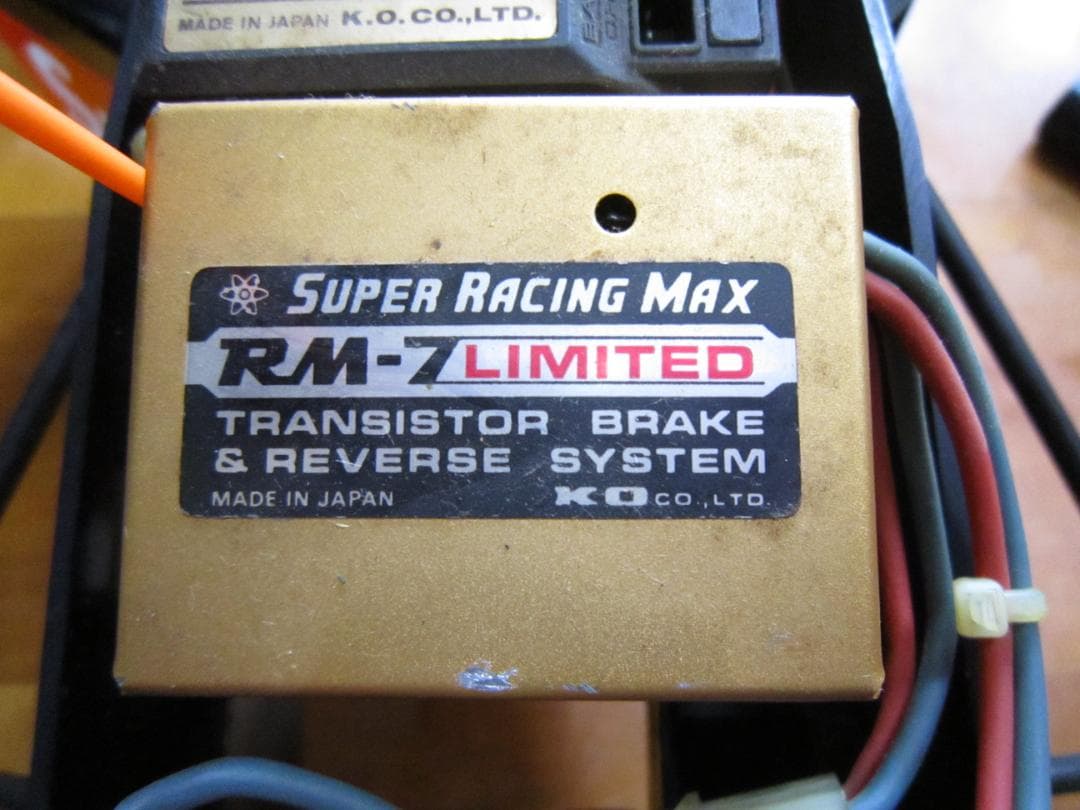 MADE IN JAPAN K.O.CO.,LTD.
SUPER RACING MAX
RM-7 LIMITED
TRANSISTOR BRAKE
& REVERSE SYSTEM
MADE IN JAPAN KO CO.,LTD.